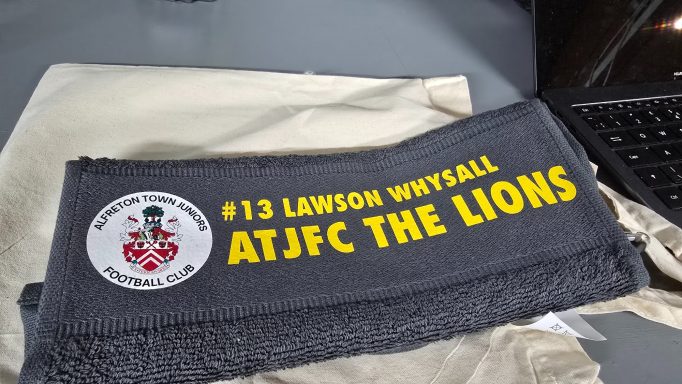 ALFRETON TOWN JUNIORS
FOOTBALL CLUB
#13 LAWSON WHYSALL
ATJFC THE LIONS